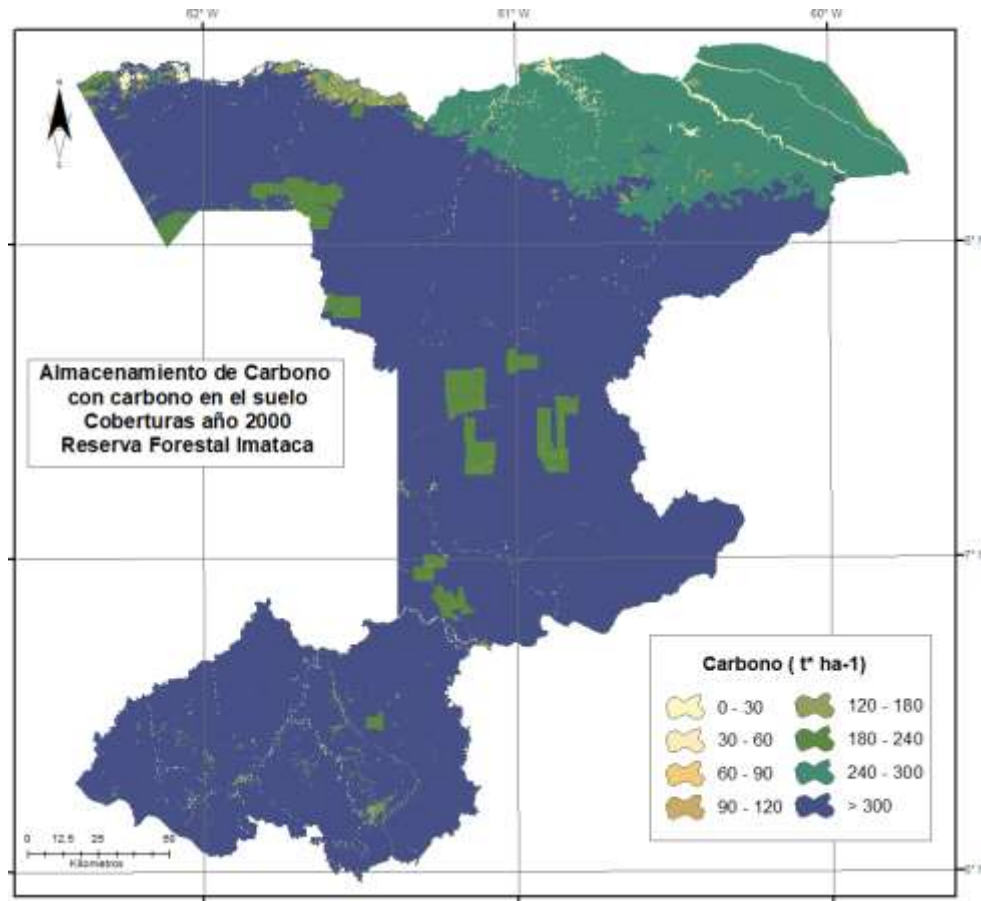 62° W 61° W 60° W
Almacenamiento de Carbono
con carbono en el suelo
Coberturas año 2000
Reserva Forestal Imataca
Carbono ( t* ha-1)
0 - 30
30 - 60
60 - 90
90 - 120
120 - 180
180 - 240
240 - 300
> 300
0 12.5 25 50
Kilometros